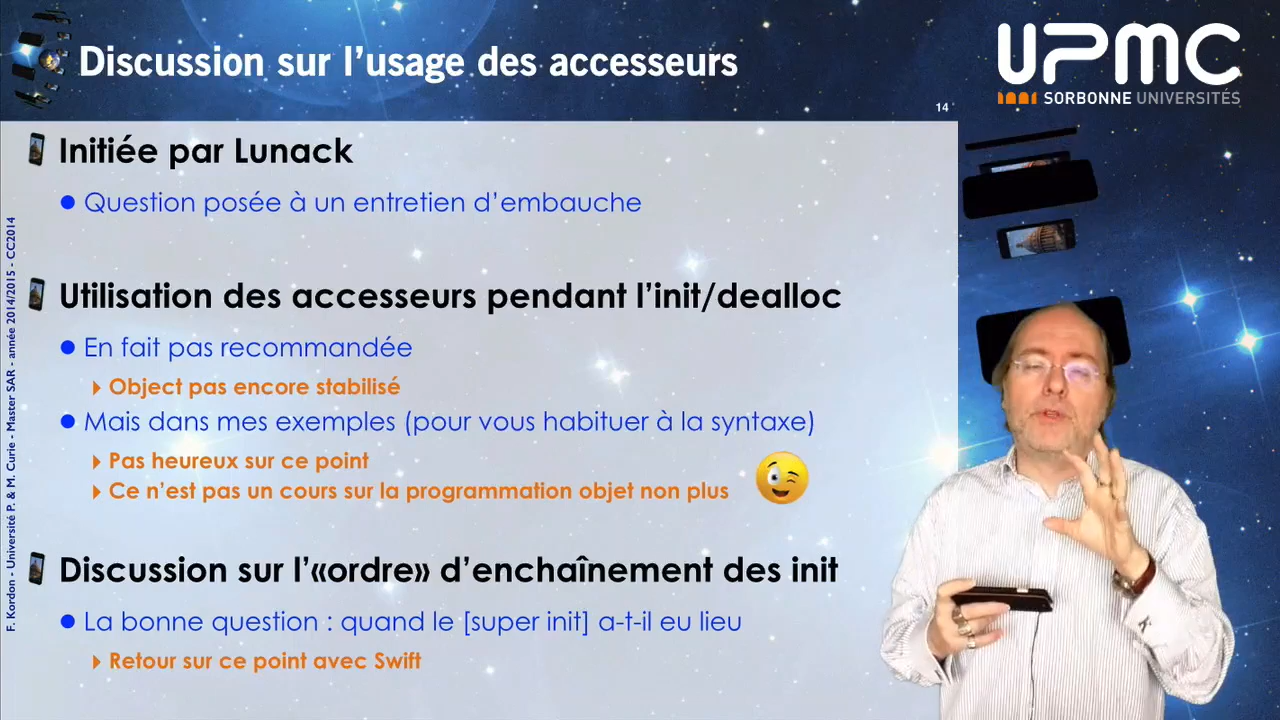 Discussion sur l'usage des accesseurs
UPMC
SORBONNE UNIVERSITÉS
14
Initiée par Lunack
Question posée à un entretien d'embauche
Utilisation des accesseurs pendant l'init/dealloc
En fait pas recommandée
Object pas encore stabilisé
Mais dans mes exemples (pour vous habituer à la syntaxe)
Pas heureux sur ce point
Ce n'est pas un cours sur la programmation objet non plus
Discussion sur l'«ordre» d'enchaînement des init
La bonne question : quand le [super init] a-t-il eu lieu
Retour sur ce point avec Swift
F. Kordon - Université P. & M. Curie - Master SAR - année 2014/2015 - CC2014